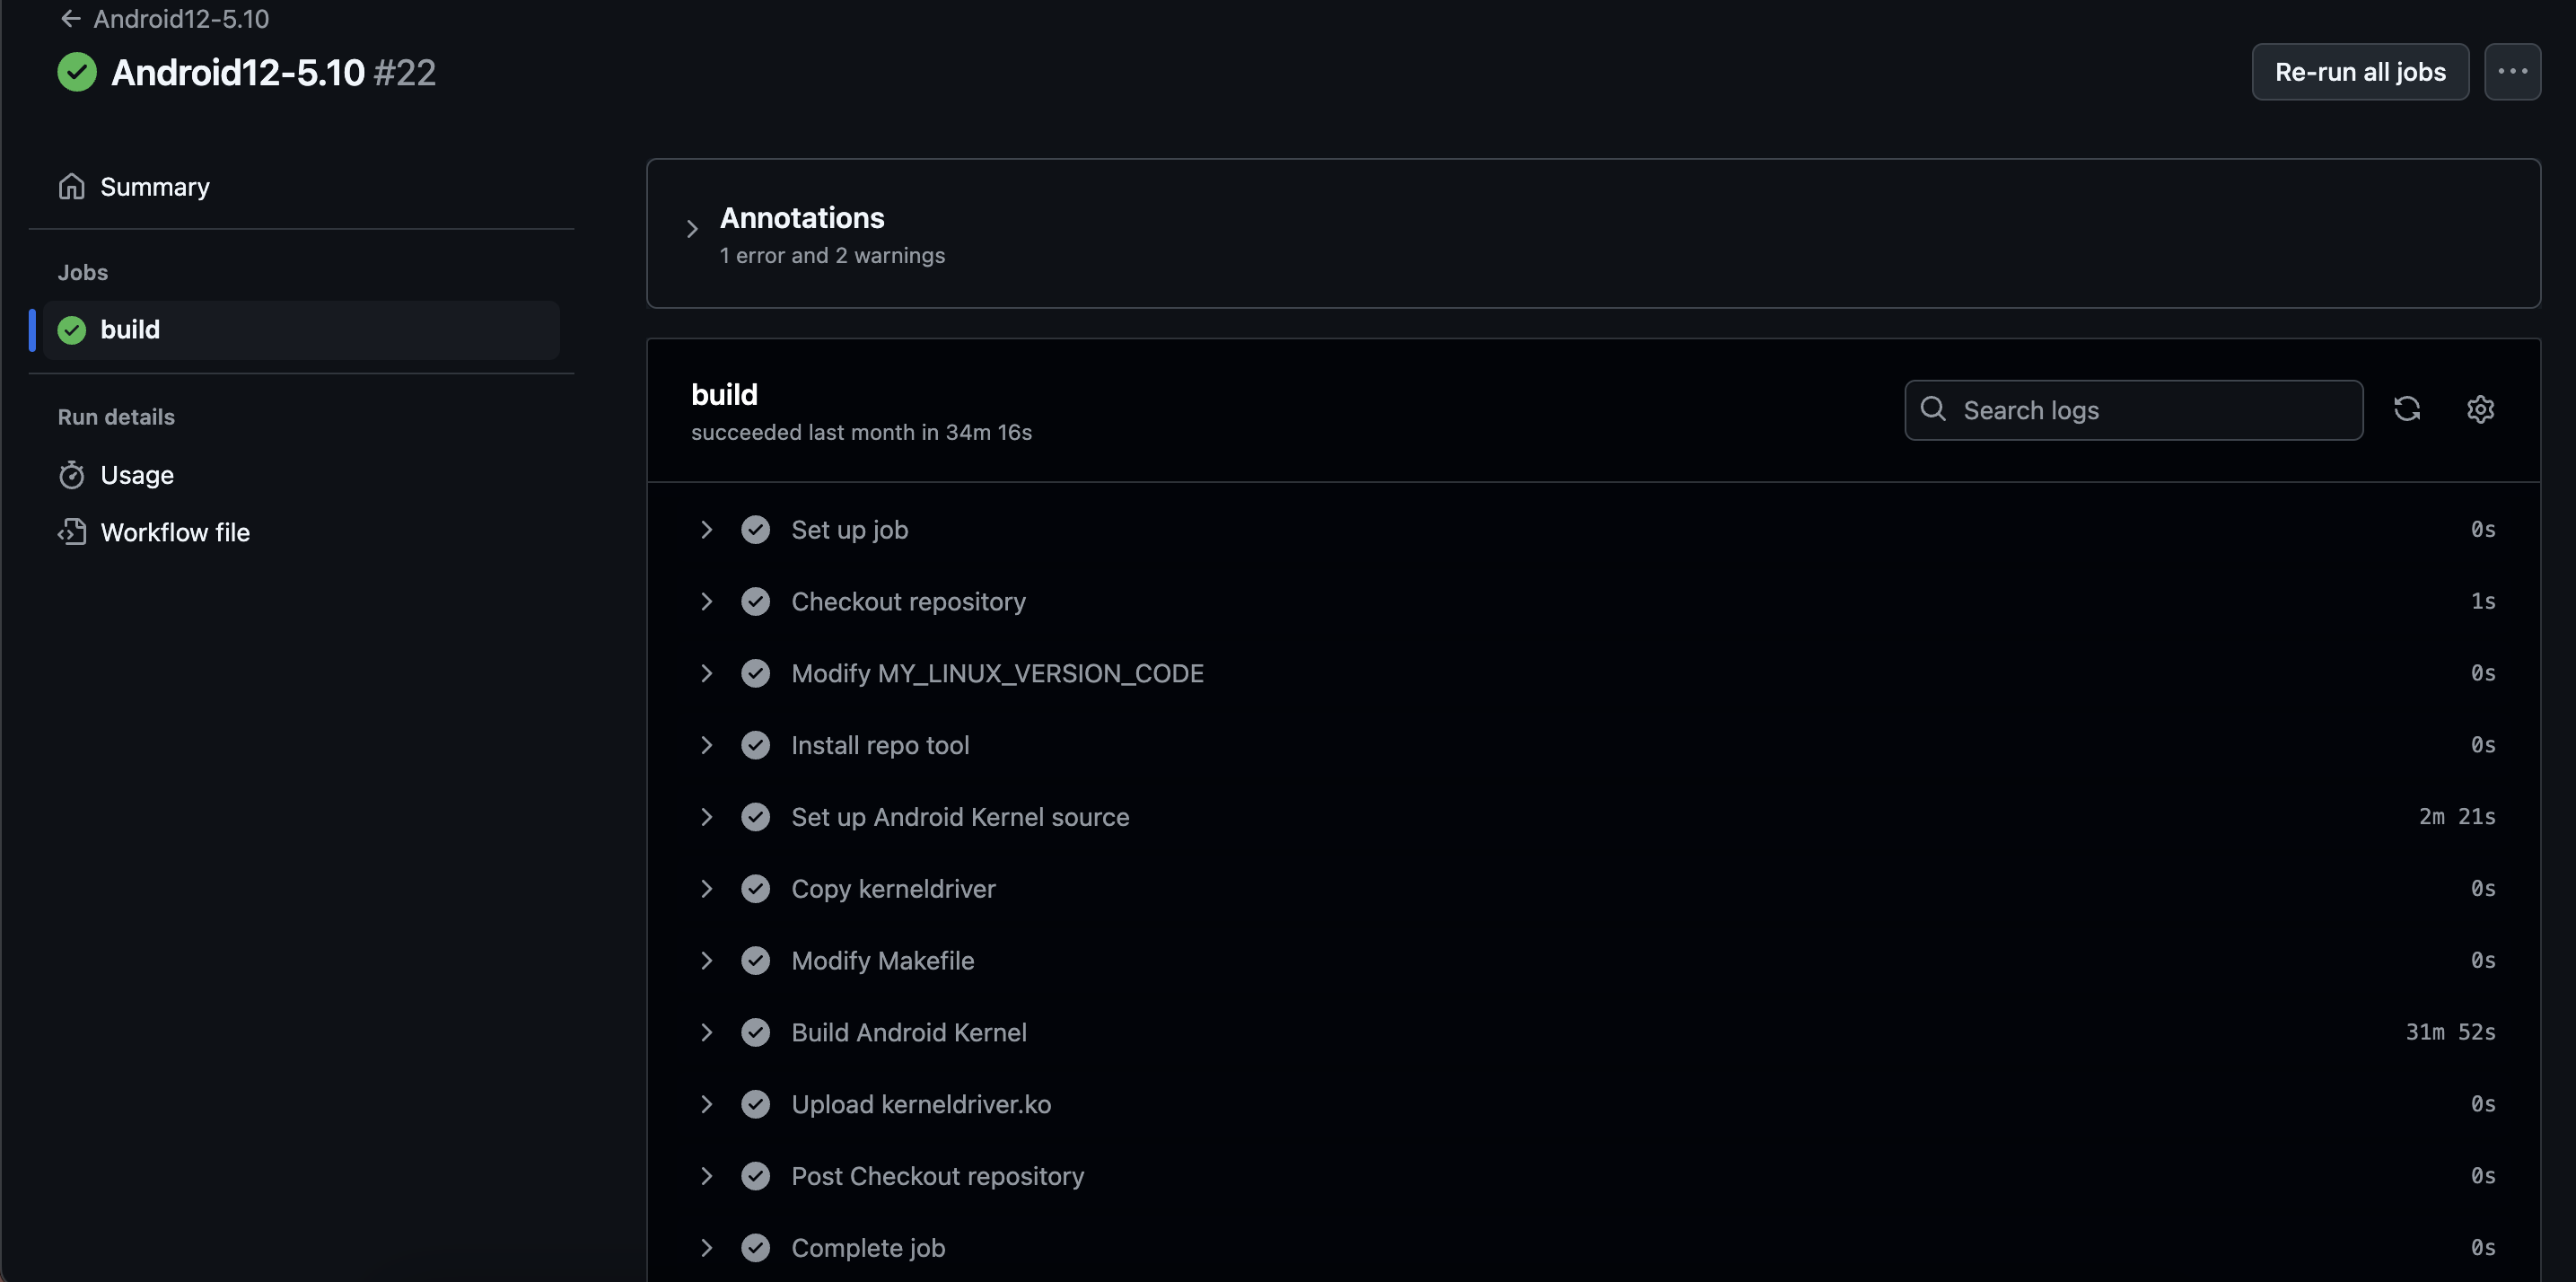 Android12-5.10
Android12-5.10 #22
Re-run all jobs
Summary
Jobs
build
Run details
Usage
Workflow file
Annotations
1 error and 2 warnings
build
succeeded last month in 34m 16s
Search logs
Set up job 0s
Checkout repository 1s
Modify MY_LINUX_VERSION_CODE 0s
Install repo tool 0s
Set up Android Kernel source 2m 21s
Copy kerneldriver 0s
Modify Makefile 0s
Build Android Kernel 31m 52s
Upload kerneldriver.ko 0s
Post Checkout repository 0s
Complete job 0s